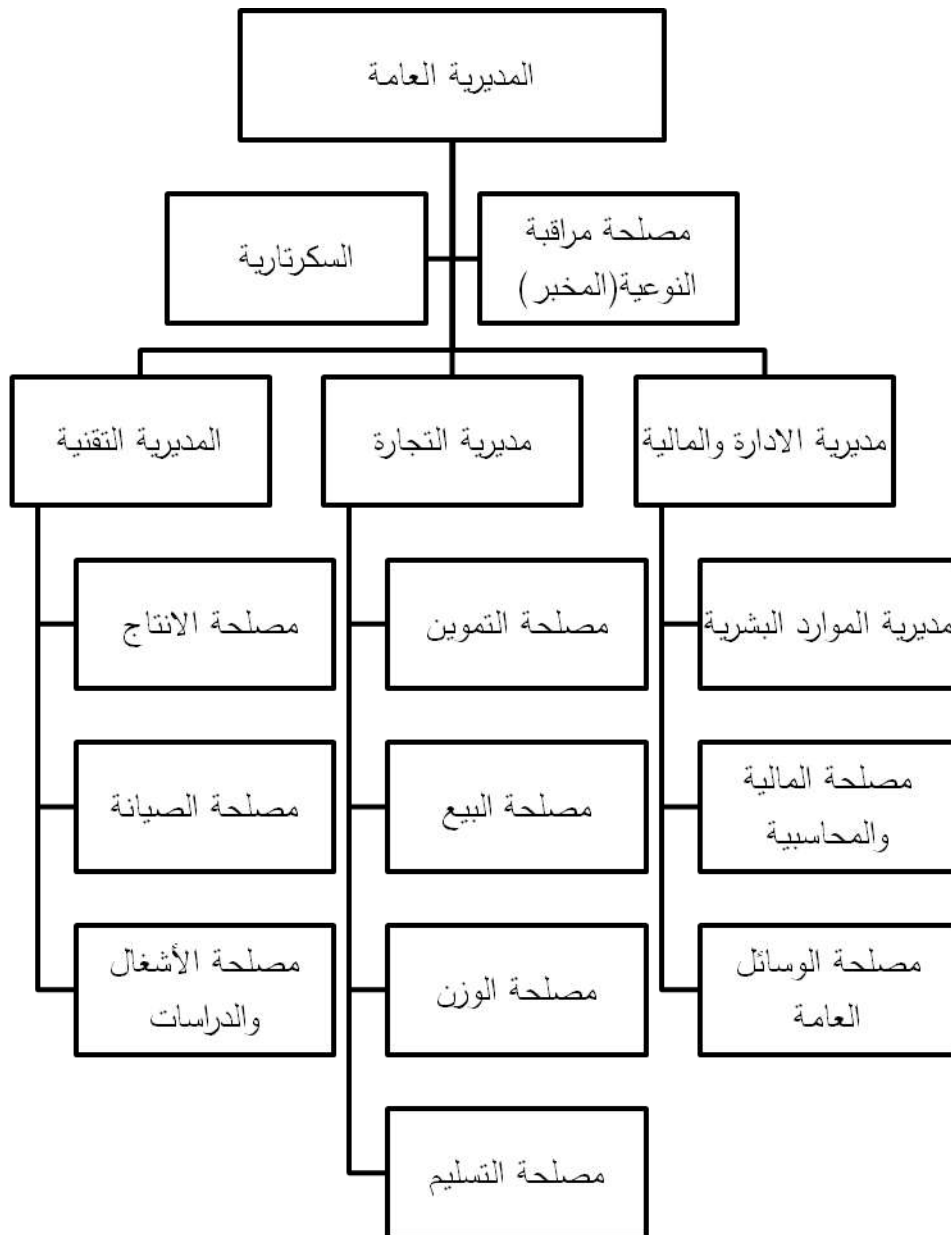 المديرية العامة
مصلحة مراقبة
النوعية(المخبر)
السكرتارية
مديرية الادارة والمالية
مديرية التجارة
المديرية التقنية
مديرية الموارد البشرية
مصلحة التموين
مصلحة الانتاج
مصلحة المالية
والمحاسبية
مصلحة البيع
مصلحة الصيانة
مصلحة الوسائل
العامة
مصلحة الوزن
مصلحة الأشغال
والدراسات
مصلحة التسليم